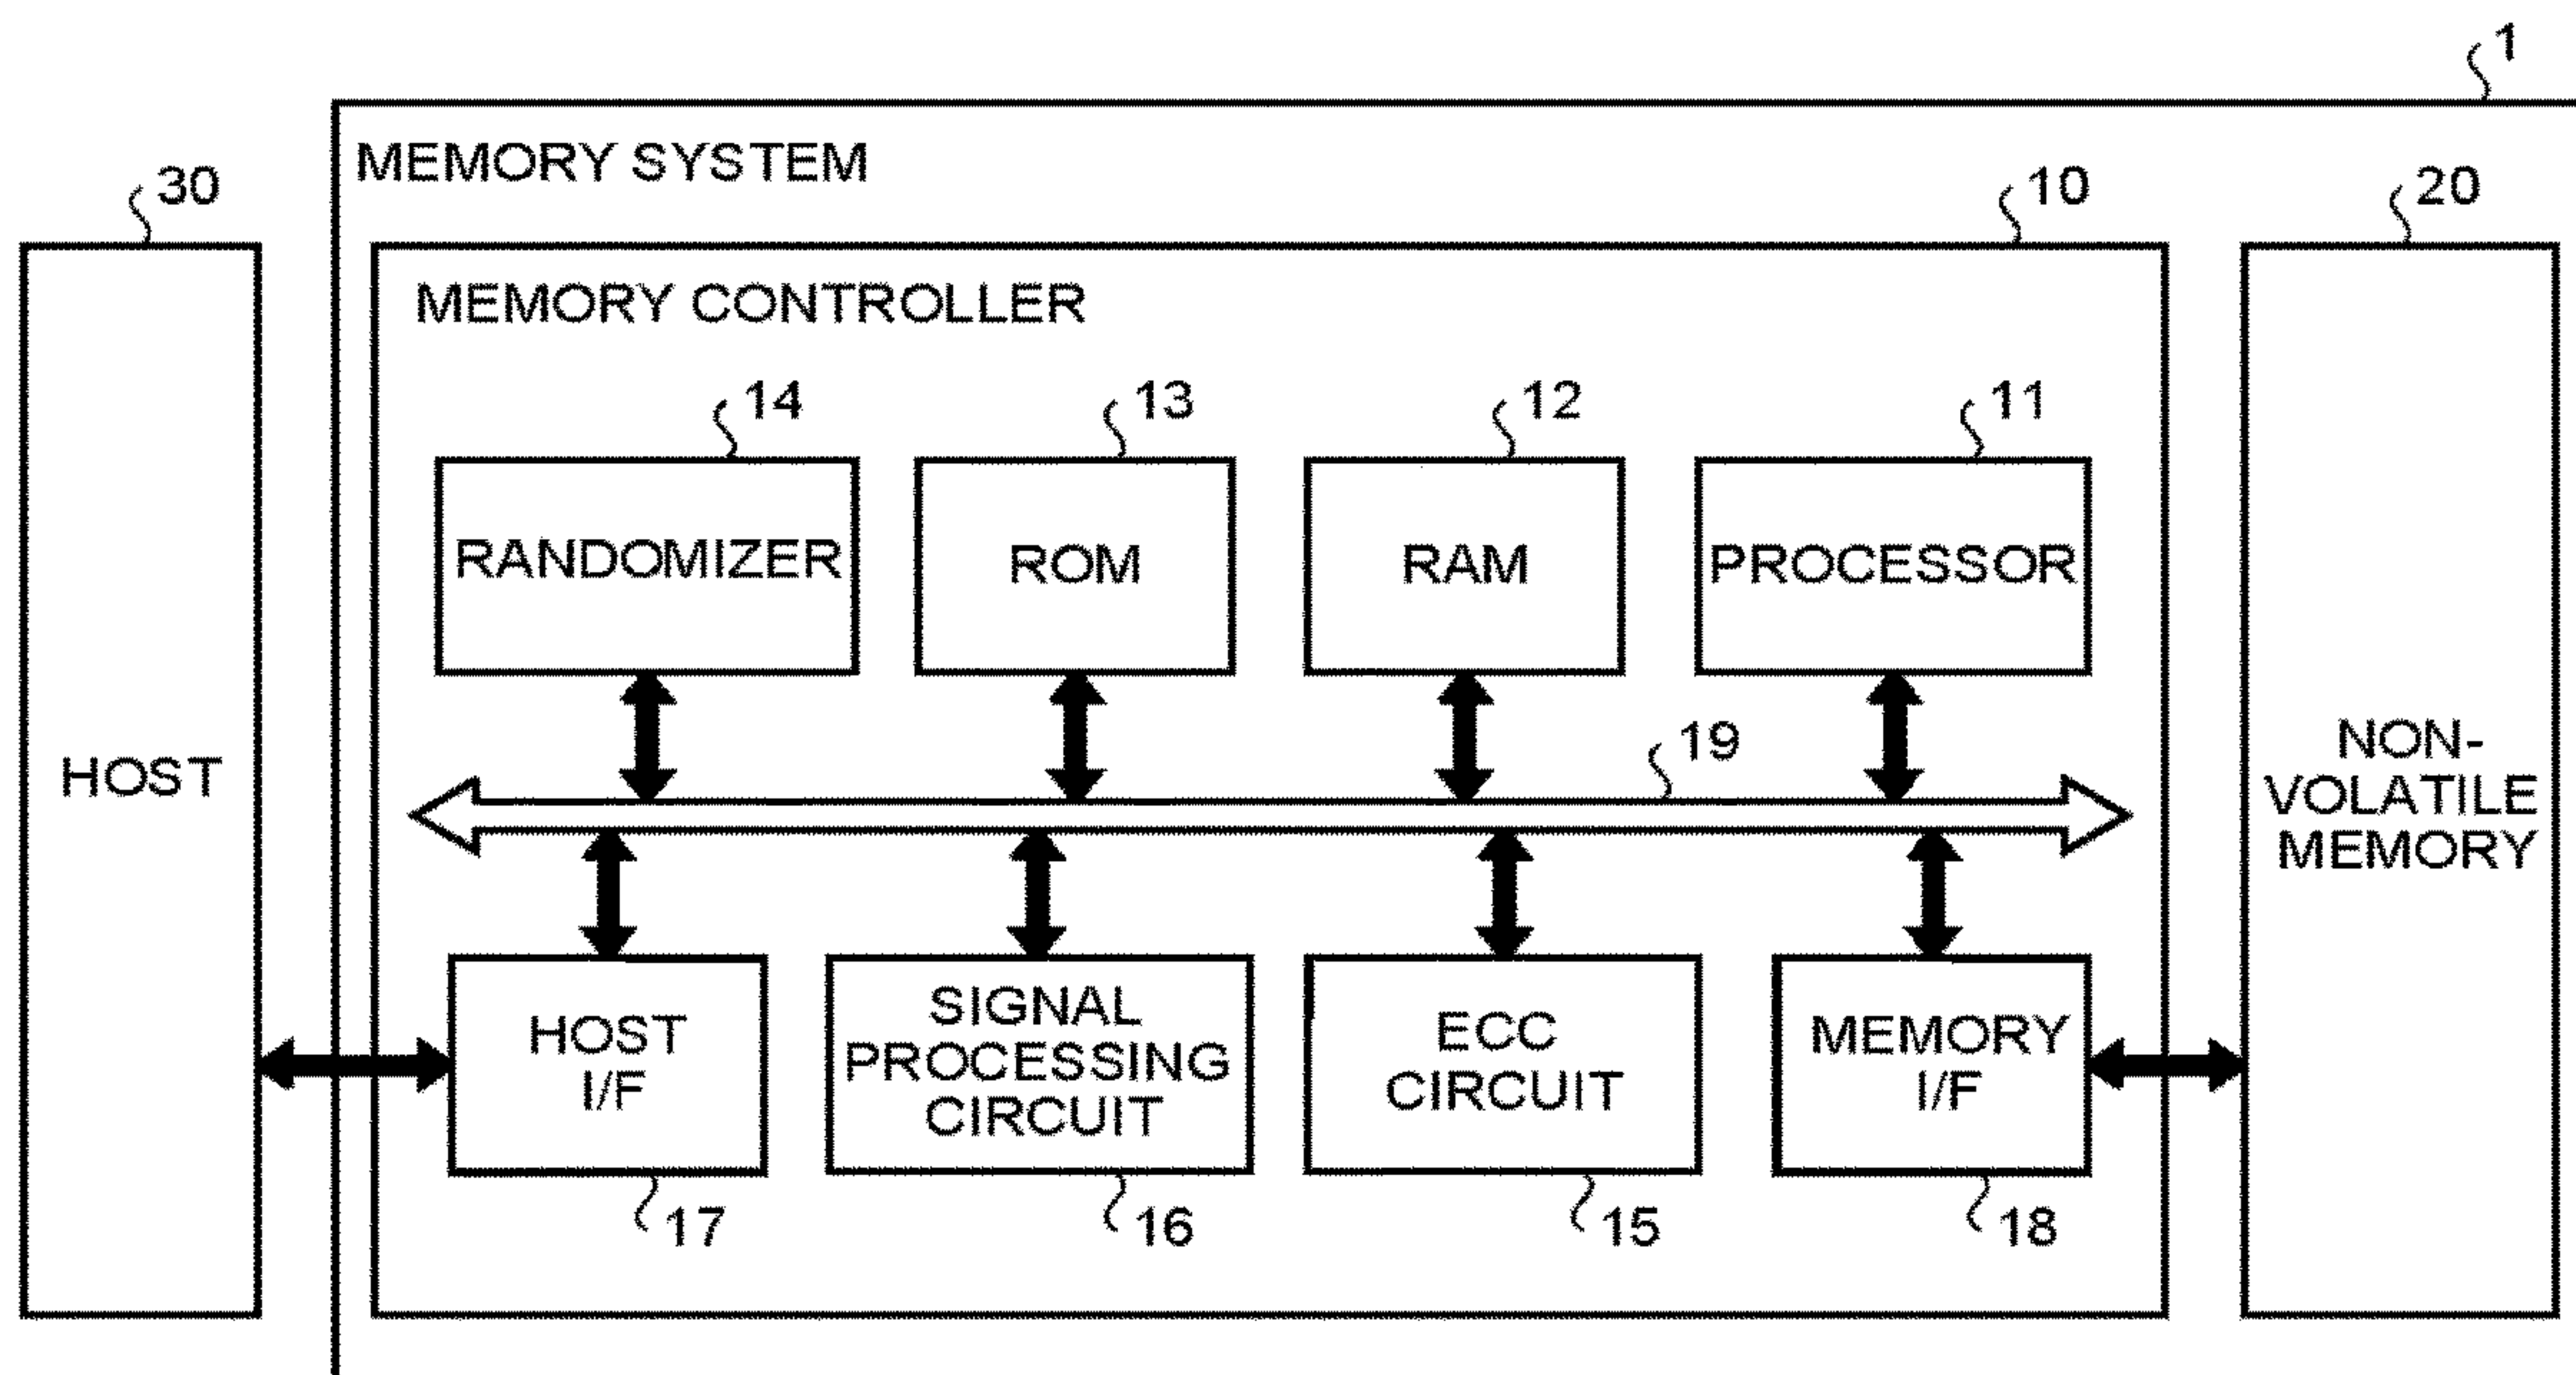 1
MEMORY SYSTEM
30
10
20
MEMORY CONTROLLER
14
13
12
11
RANDOMIZER
ROM
RAM
PROCESSOR
19
HOST
NON-
VOLATILE
MEMORY
HOST
I/F
SIGNAL
PROCESSING
CIRCUIT
ECC
CIRCUIT
MEMORY
I/F
17
16
15
18